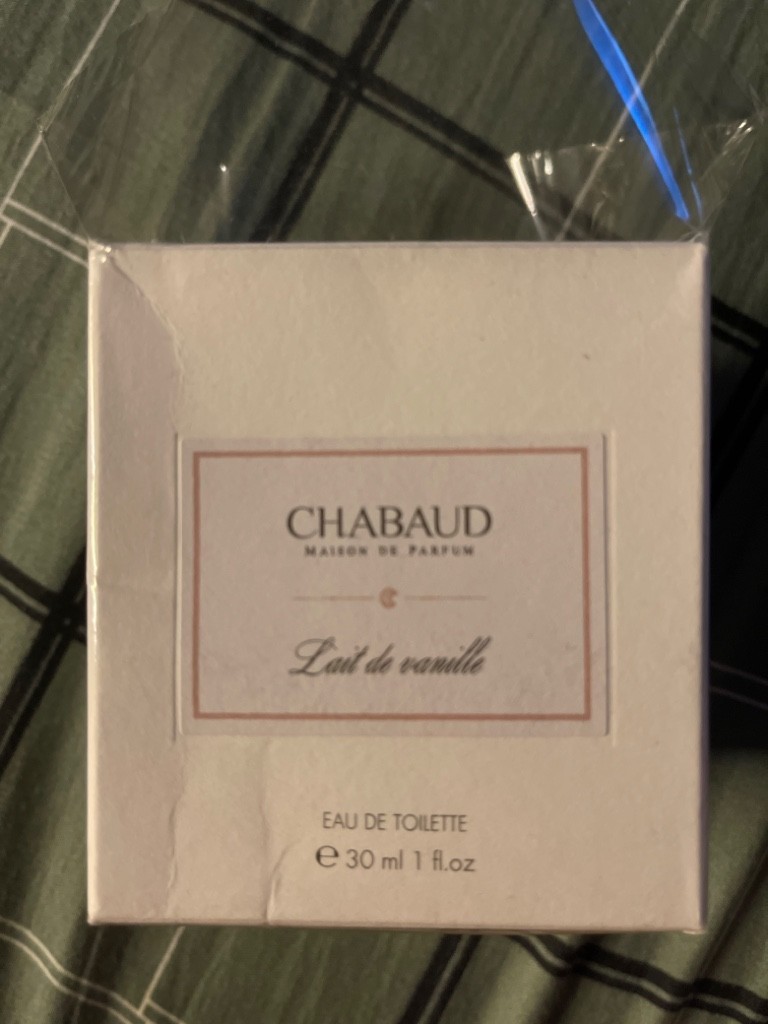 CHABAUD
MAISON DE PARFUM
Lait de vanille
EAU DE TOILETTE
℮ 30 ml 1 fl.oz